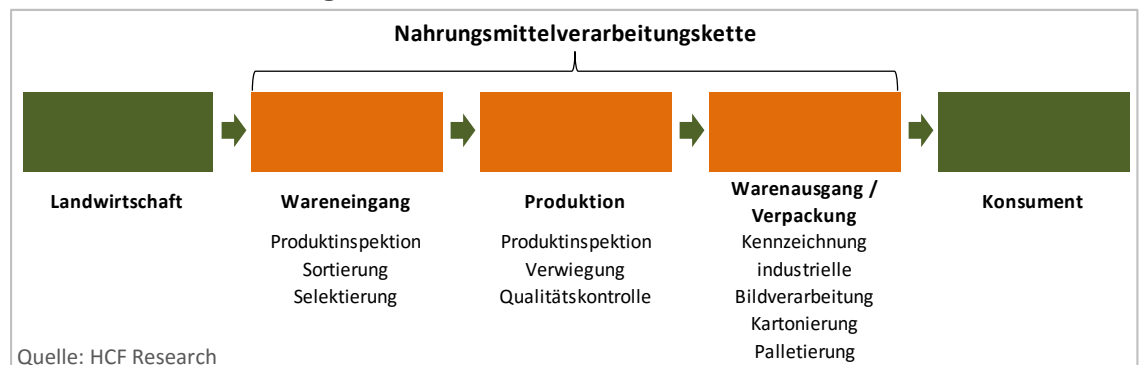 Nahrungsmittelverarbeitungskette
Landwirtschaft
Wareneingang
Produktinspektion
Sortierung
Selektierung
Produktion
Produktinspektion
Verwiegung
Qualitätskontrolle
Warenausgang /
Verpackung
Kennzeichnung
industrielle
Bildverarbeitung
Kartonierung
Palletierung
Konsument
Quelle: HCF Research